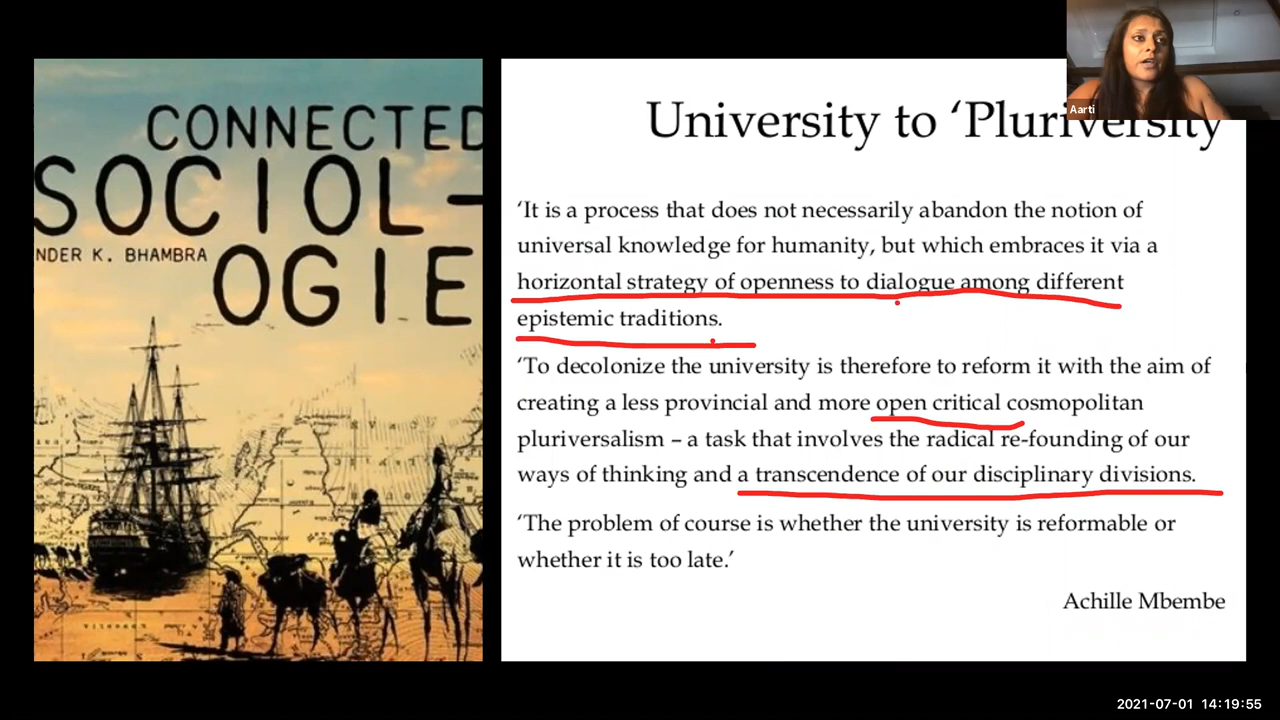 CONNECTED
SOCIOL-
NDER K. BHAMBRA
OGIE
Aarti
University to ‘Pluriversity
‘It is a process that does not necessarily abandon the notion of
universal knowledge for humanity, but which embraces it via a
horizontal strategy of openness to dialogue among different
epistemic traditions.
‘To decolonize the university is therefore to reform it with the aim of
creating a less provincial and more open critical cosmopolitan
pluriversalism – a task that involves the radical re-founding of our
ways of thinking and a transcendence of our disciplinary divisions.
‘The problem of course is whether the university is reformable or
whether it is too late.’
Achille Mbembe
2021-07-01 14:19:55